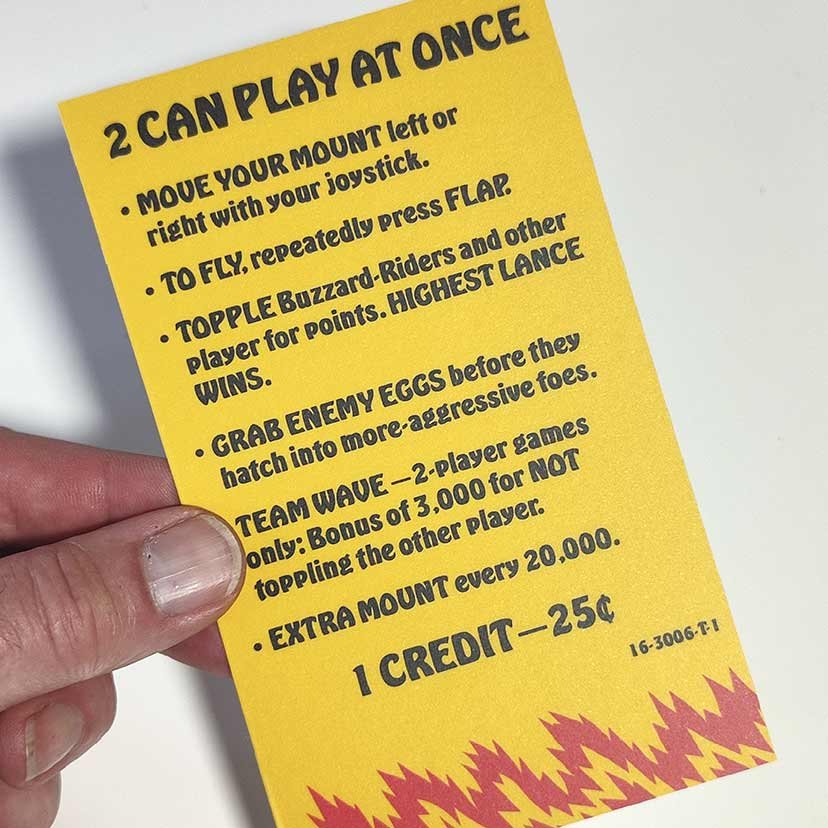 2 CAN PLAY AT ONCE
• MOVE YOUR MOUNT left or
right with your joystick.
• TO FLY, repeatedly press FLAP.
• TOPPLE Buzzard-Riders and other
player for points. HIGHEST LANCE
WINS.
• GRAB ENEMY EGGS before they
hatch into more-aggressive foes.
TEAM WAVE—2-player games
only: Bonus of 3,000 for NOT
toppling the other player.
• EXTRA MOUNT every 20,000.
1 CREDIT—25¢
16-3006-T-1